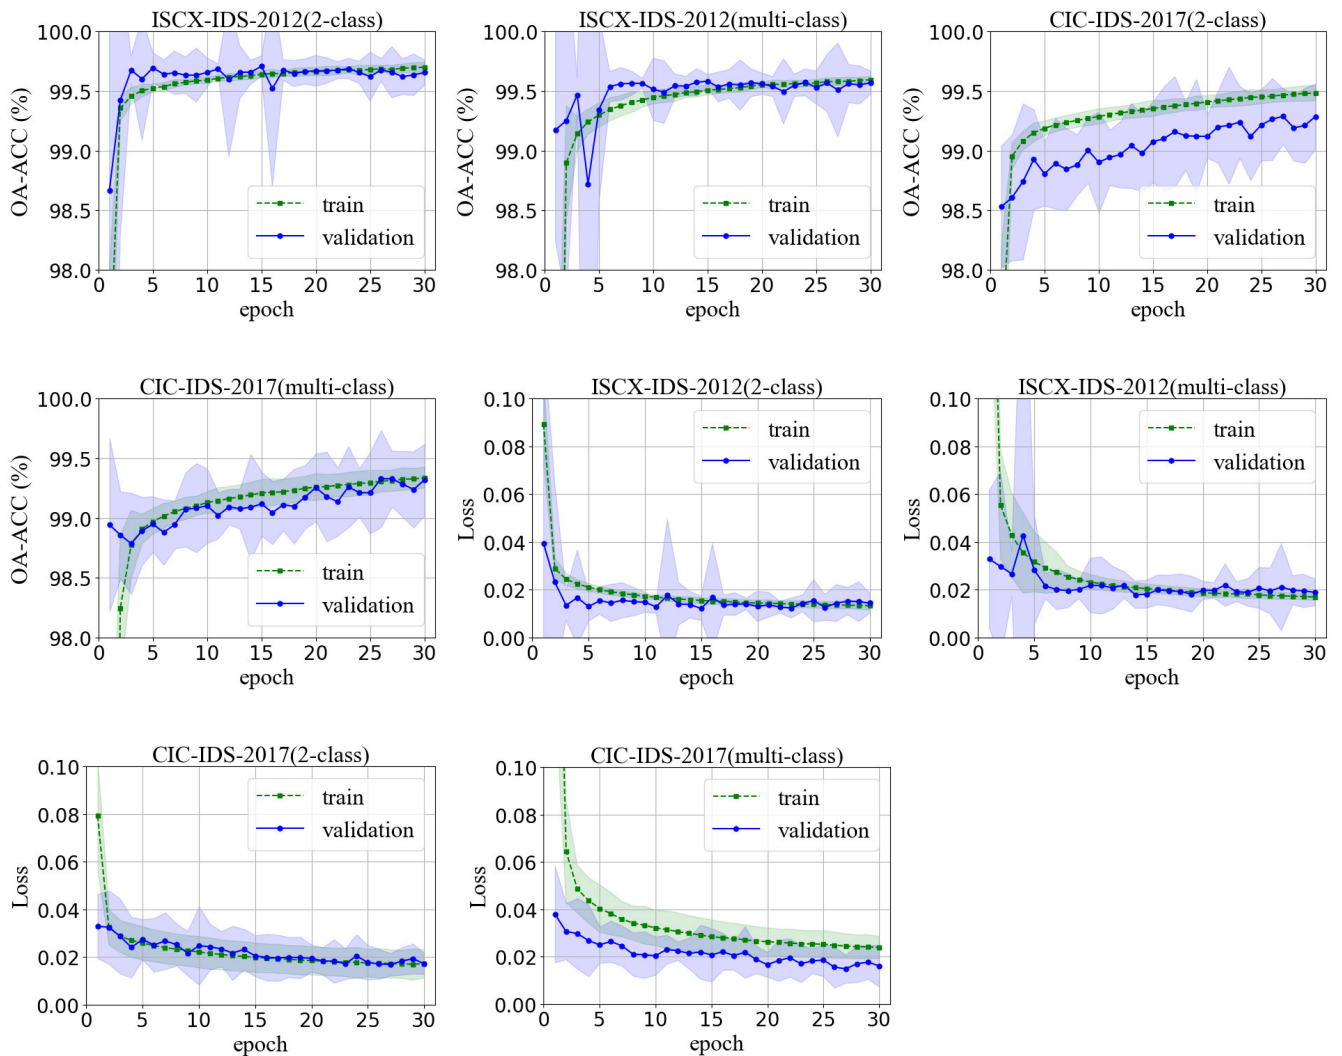 ISCX-IDS-2012(2-class)
100.0
99.5
99.0
98.5
98.0
OA-ACC (%)
train
validation
0 5 10 15 20 25 30
epoch
ISCX-IDS-2012(multi-class)
100.0
99.5
99.0
98.5
98.0
OA-ACC (%)
train
validation
0 5 10 15 20 25 30
epoch
CIC-IDS-2017(2-class)
100.0
99.5
99.0
98.5
98.0
OA-ACC (%)
train
validation
0 5 10 15 20 25 30
epoch
CIC-IDS-2017(multi-class)
100.0
99.5
99.0
98.5
98.0
OA-ACC (%)
train
validation
0 5 10 15 20 25 30
epoch
ISCX-IDS-2012(2-class)
0.10
0.08
0.06
0.04
0.02
0.00
Loss
train
validation
0 5 10 15 20 25 30
epoch
ISCX-IDS-2012(multi-class)
0.10
0.08
0.06
0.04
0.02
0.00
Loss
train
validation
0 5 10 15 20 25 30
epoch
CIC-IDS-2017(2-class)
0.10
0.08
0.06
0.04
0.02
0.00
Loss
train
validation
0 5 10 15 20 25 30
epoch
CIC-IDS-2017(multi-class)
0.10
0.08
0.06
0.04
0.02
0.00
Loss
train
validation
0 5 10 15 20 25 30
epoch